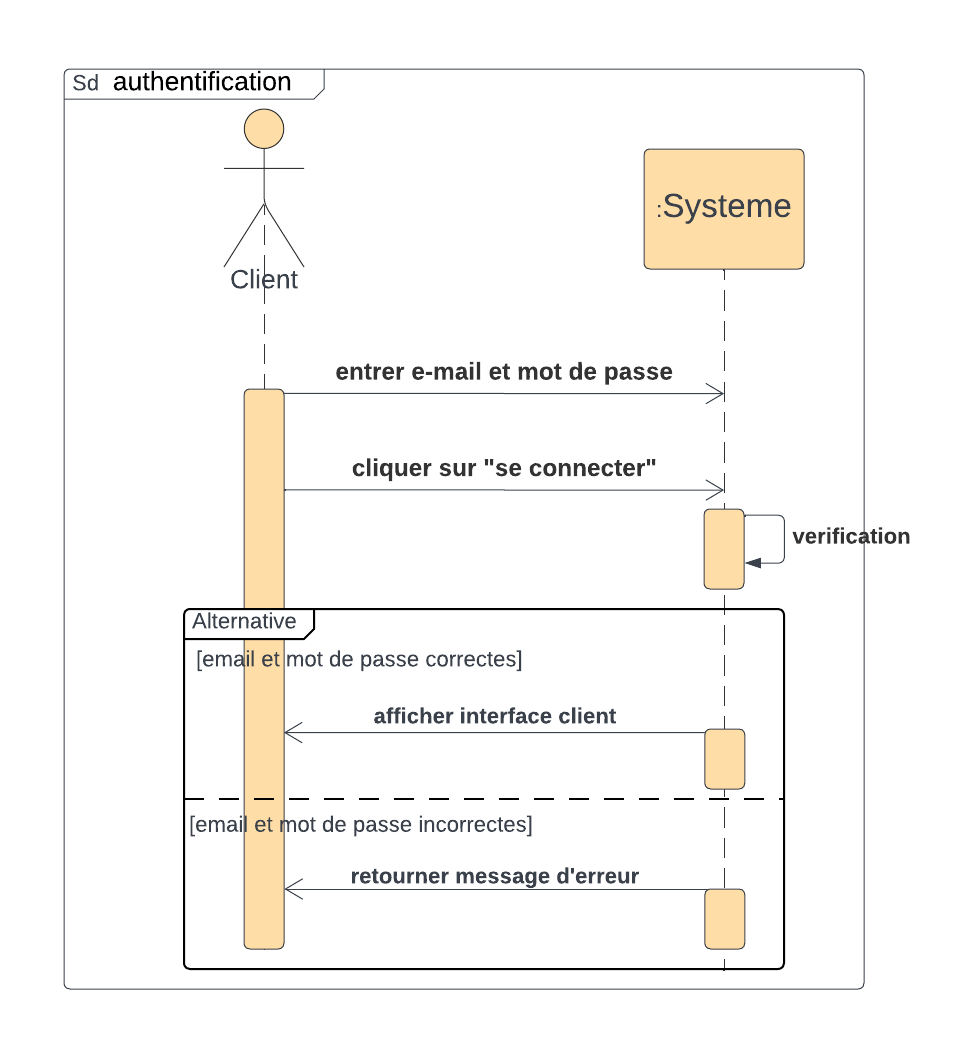 Sd authentification
:Systeme
Client
entrer e-mail et mot de passe
cliquer sur "se connecter"
verification
Alternative
[email et mot de passe correctes]
afficher interface client
[email et mot de passe incorrectes]
retourner message d'erreur